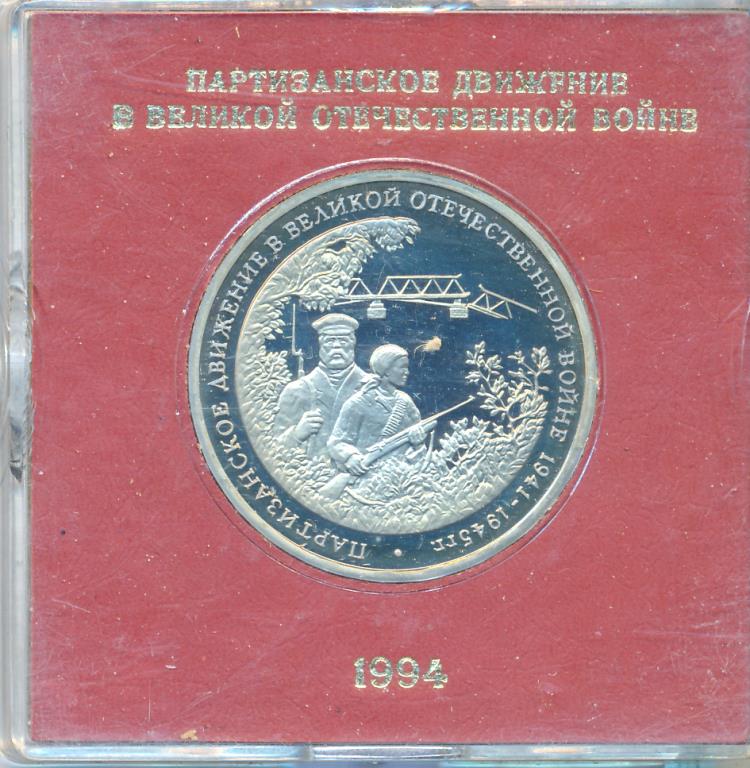 ПАРТИЗАНСКОЕ ДВИЖЕНИЕ
В ВЕЛИКОЙ ОТЕЧЕСТВЕННОЙ ВОЙНЕ
ПАРТИЗАНСКОЕ ДВИЖЕНИЕ В ВЕЛИКОЙ ОТЕЧЕСТВЕННОЙ ВОЙНЕ 1941-1945гг.
1994